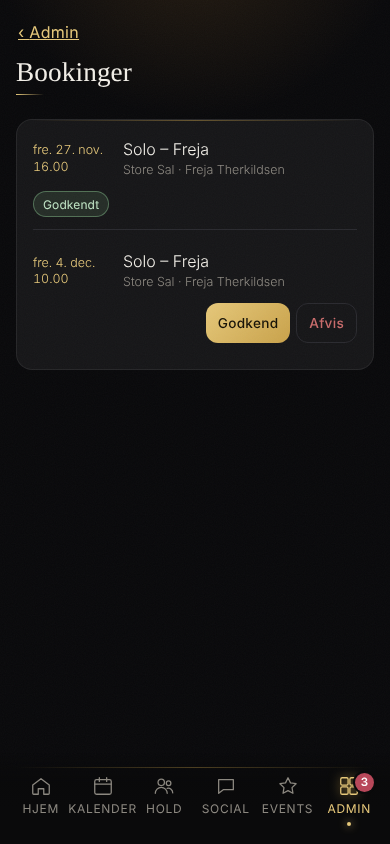 ‹ Admin
Bookinger
fre. 27. nov.
16.00
Solo – Freja
Store Sal · Freja Therkildsen
Godkendt
fre. 4. dec.
10.00
Solo – Freja
Store Sal · Freja Therkildsen
Godkend Afvis
3
HJEM KALENDER HOLD SOCIAL EVENTS ADMIN